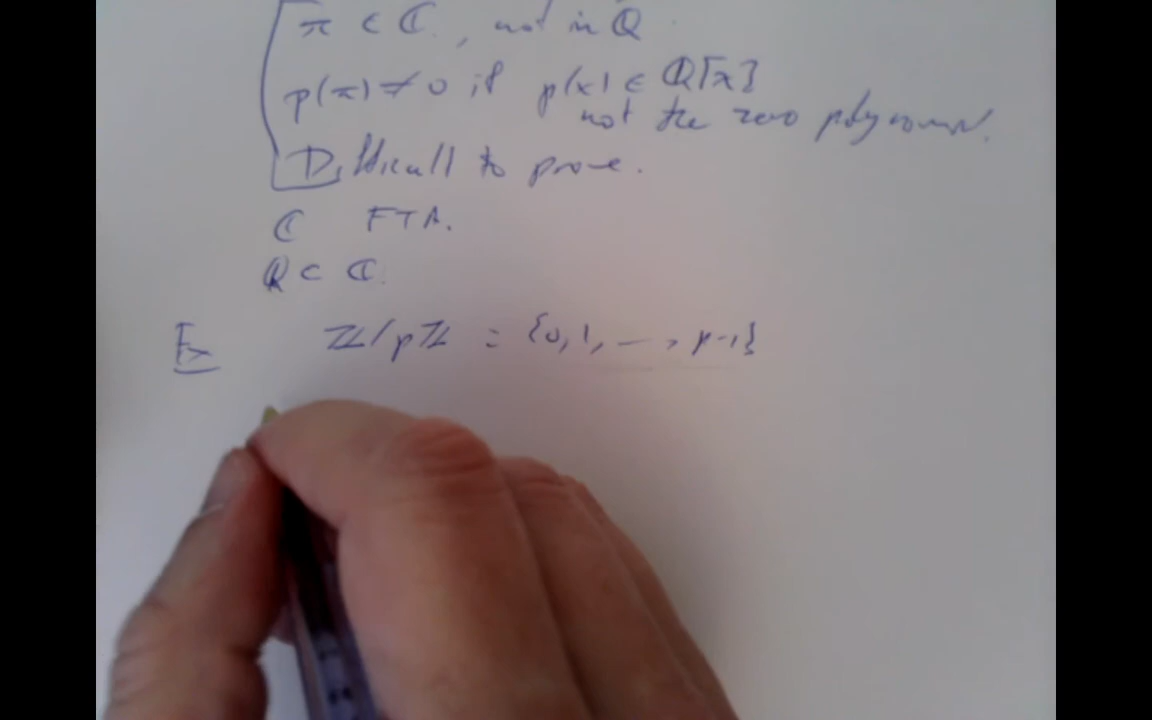 π ∈ ℂ, not in ℚ
p(π) ≠ 0 if p(x) ∈ ℚ[x]
not the zero polynomial.
Difficult to prove.
ℂ FTA.
ℚ ⊂ ℂ.
Ex ℤ/pℤ = {0, 1, ..., p-1}